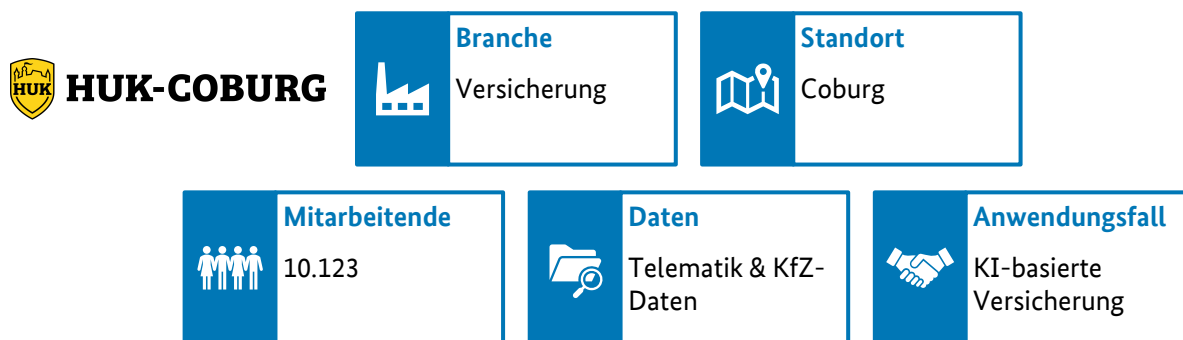 HUK
HUK-COBURG
Branche
Versicherung
Standort
Coburg
Mitarbeitende
10.123
Daten
Telematik & KfZ-
Daten
Anwendungsfall
KI-basierte
Versicherung